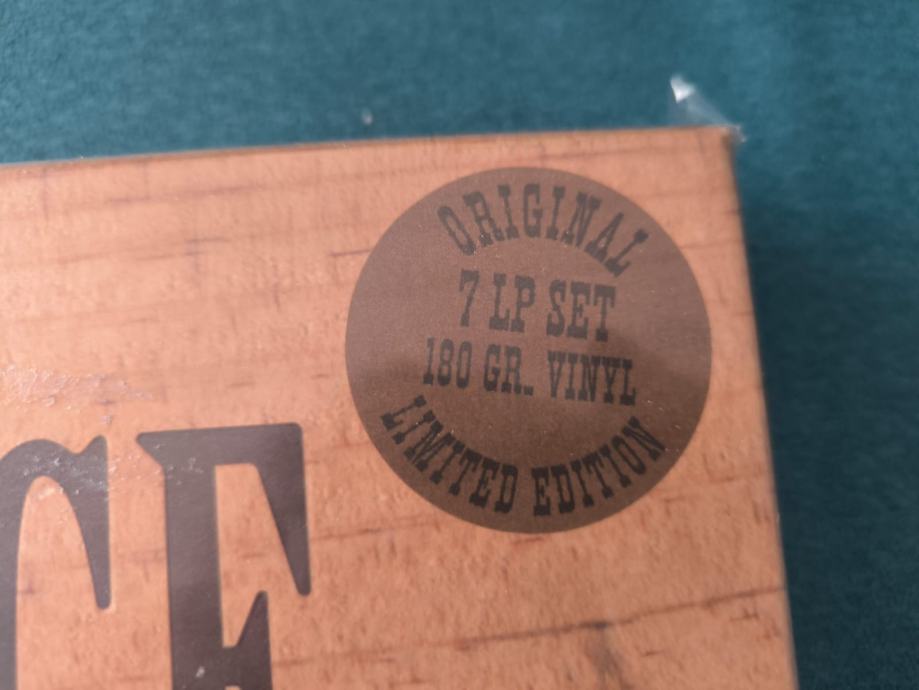 ORIGINAL
7 LP SET
180 GR. VINYL
LIMITED EDITION
CE